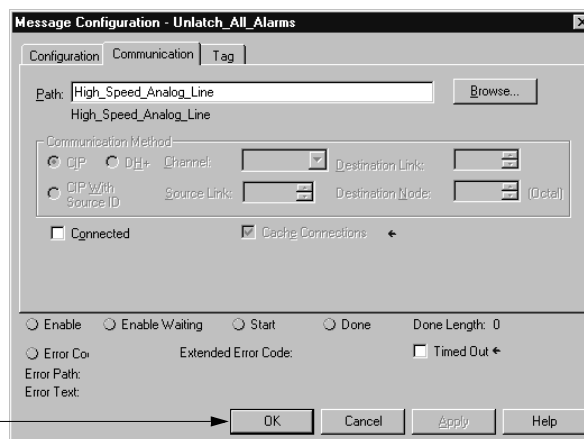 Message Configuration - Unlatch_All_Alarms
Configuration Communication Tag
Path: High_Speed_Analog_Line Browse...
High_Speed_Analog_Line
Communication Method
CIP DH+ Channel: Destination Link:
CIP With Source ID Source Link: Destination Node: (Octal)
Connected Cache Connections
Enable Enable Waiting Start Done Done Length: 0
Error Co Extended Error Code: Timed Out
Error Path:
Error Text:
OK Cancel Apply Help